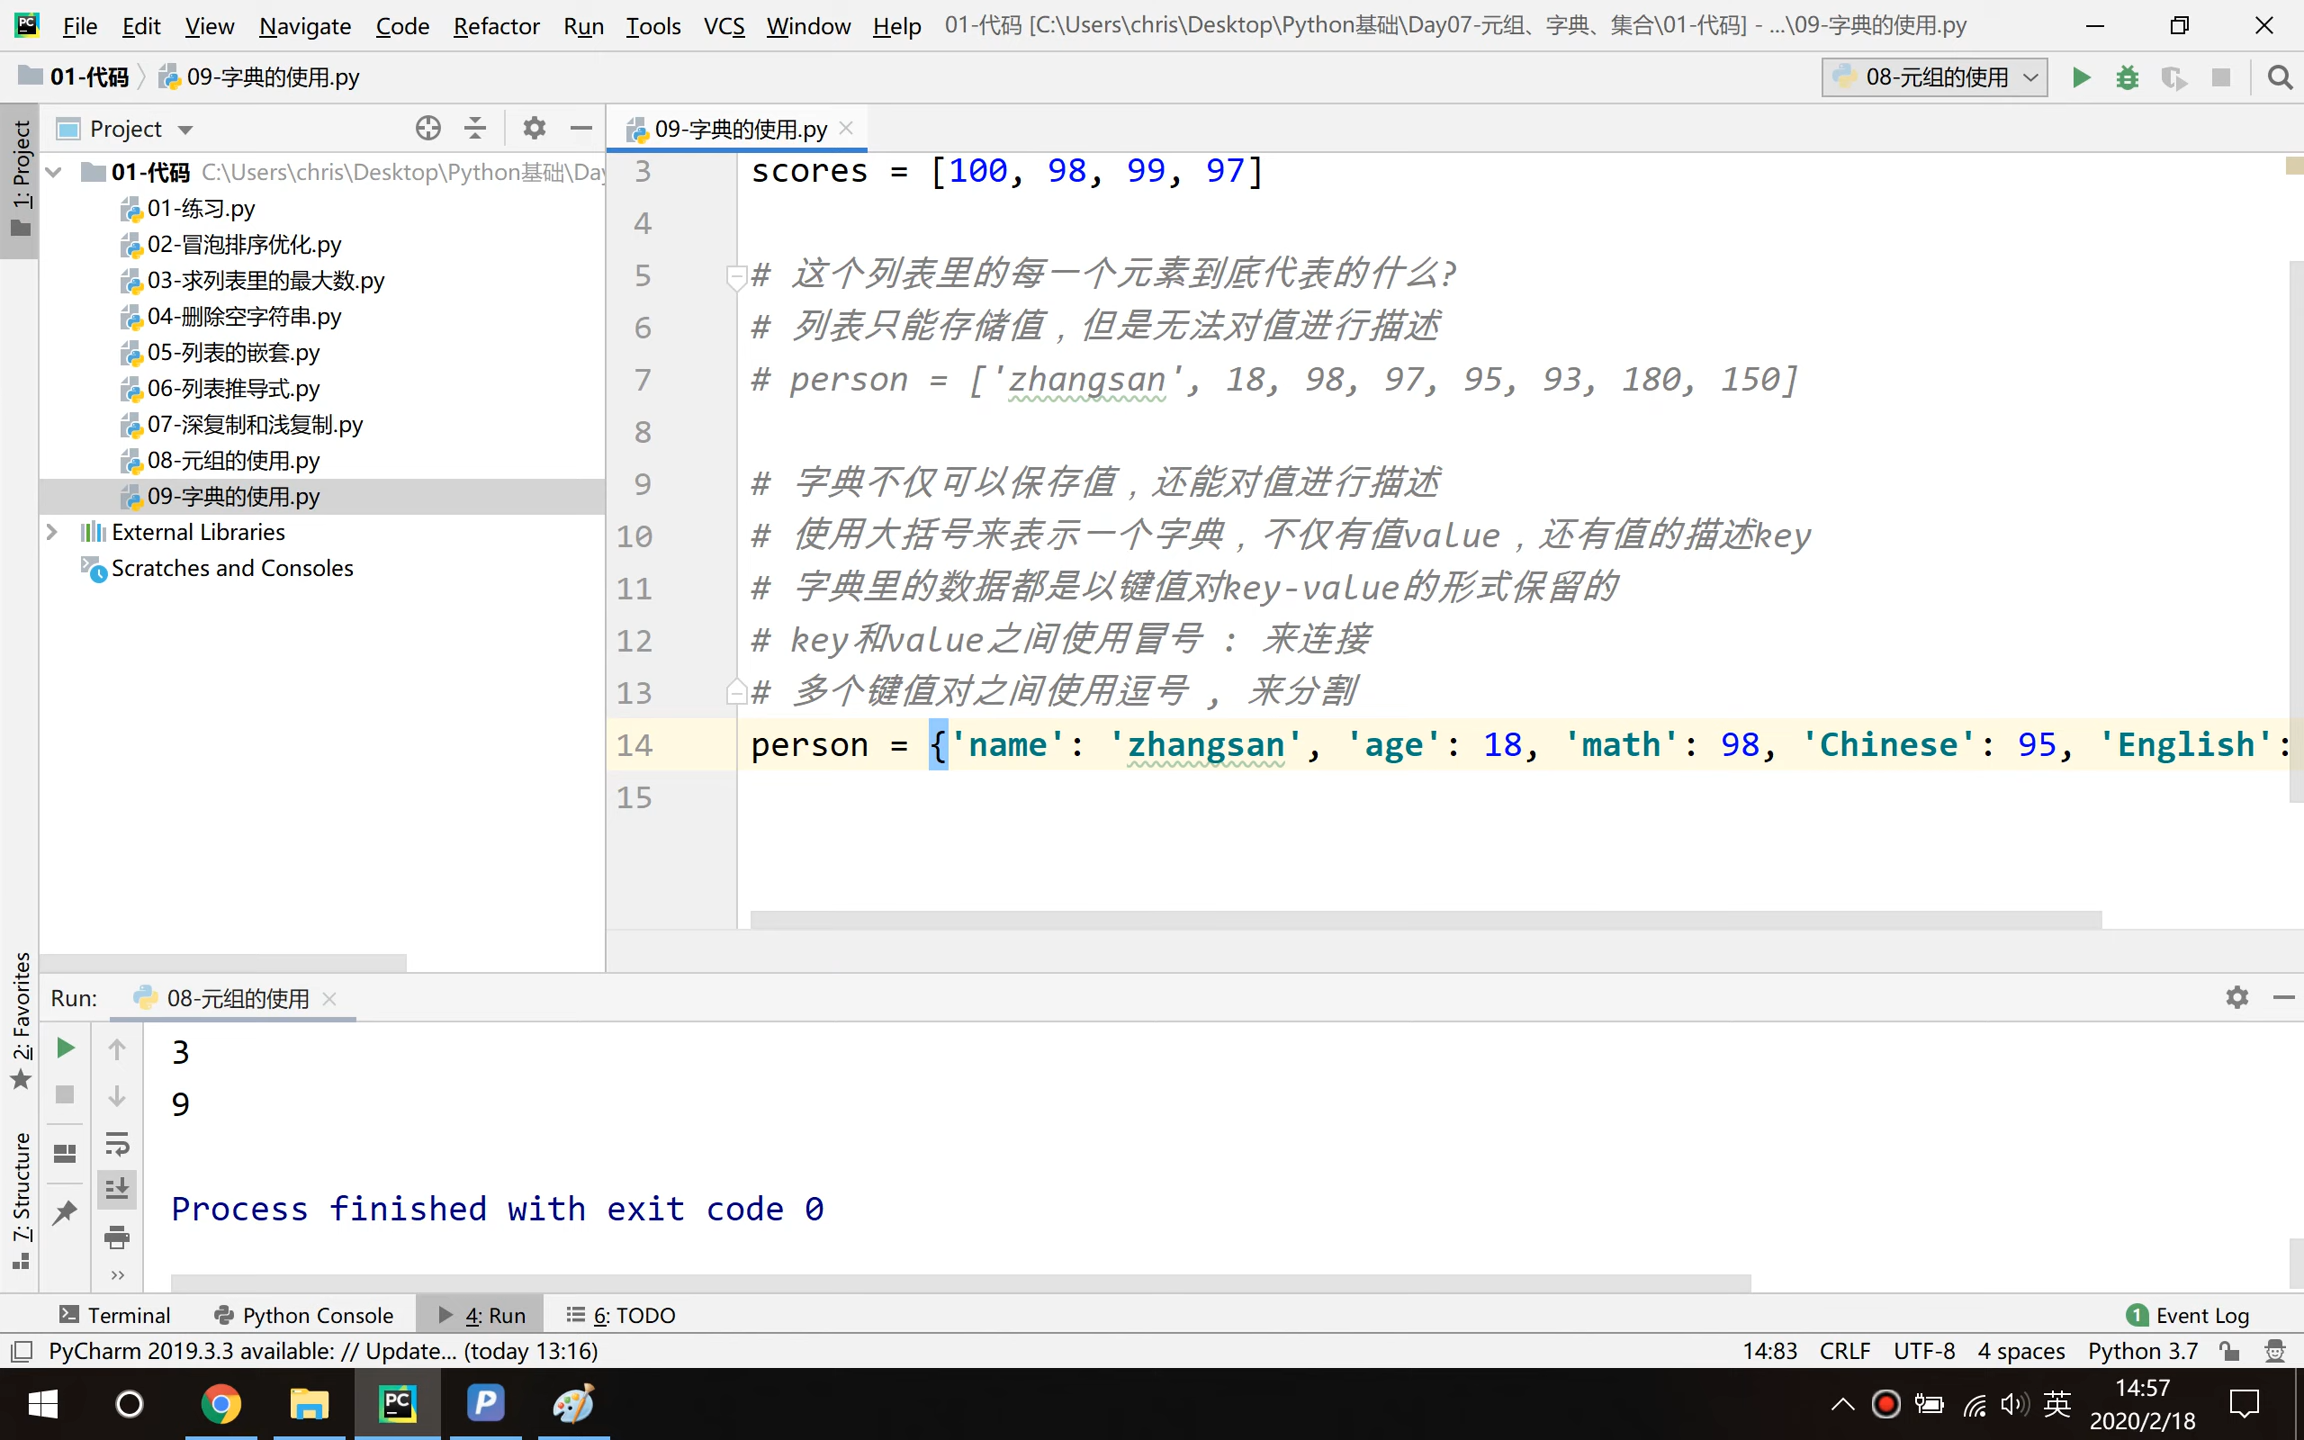 File Edit View Navigate Code Refactor Run Tools VCS Window Help 01-代码 [C:\Users\chris\Desktop\Python基础\Day07-元组、字典、集合\01-代码] - ...\09-字典的使用.py
01-代码 09-字典的使用.py 08-元组的使用
1: Project
Project
09-字典的使用.py
01-代码 C:\Users\chris\Desktop\Python基础\Day
01-练习.py
02-冒泡排序优化.py
03-求列表里的最大数.py
04-删除空字符串.py
05-列表的嵌套.py
06-列表推导式.py
07-深复制和浅复制.py
08-元组的使用.py
09-字典的使用.py
External Libraries
Scratches and Consoles
3 scores = [100, 98, 99, 97]
4
5 # 这个列表里的每一个元素到底代表的什么?
6 # 列表只能存储值，但是无法对值进行描述
7 # person = ['zhangsan', 18, 98, 97, 95, 93, 180, 150]
8
9 # 字典不仅可以保存值，还能对值进行描述
10 # 使用大括号来表示一个字典，不仅有值value，还有值的描述key
11 # 字典里的数据都是以键值对key-value的形式保留的
12 # key和value之间使用冒号 : 来连接
13 # 多个键值对之间使用逗号 , 来分割
14 person = {'name': 'zhangsan', 'age': 18, 'math': 98, 'Chinese': 95, 'English':
15
2: Favorites
7: Structure
Run: 08-元组的使用
3
9
Process finished with exit code 0
Terminal Python Console 4: Run 6: TODO 1 Event Log
PyCharm 2019.3.3 available: // Update... (today 13:16) 14:83 CRLF UTF-8 4 spaces Python 3.7
PC P 英 14:57
2020/2/18